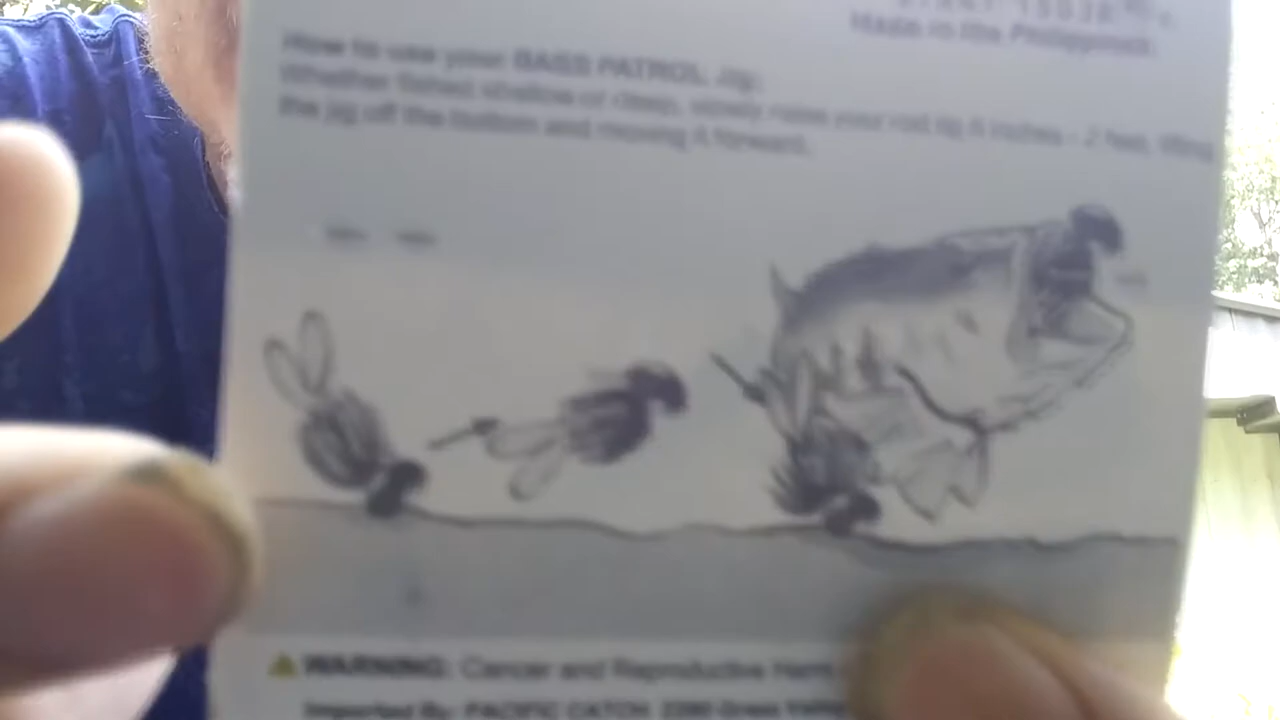 Made in the Philippines
How to use your BASS PATROL Jig:
Whether fished shallow or deep, slowly raise your rod tip 6 inches - 2 feet, lifting
the jig off the bottom and moving it forward.
WARNING: Cancer and Reproductive Harm
Imported By: PACIFIC CATCH 2280 Grass